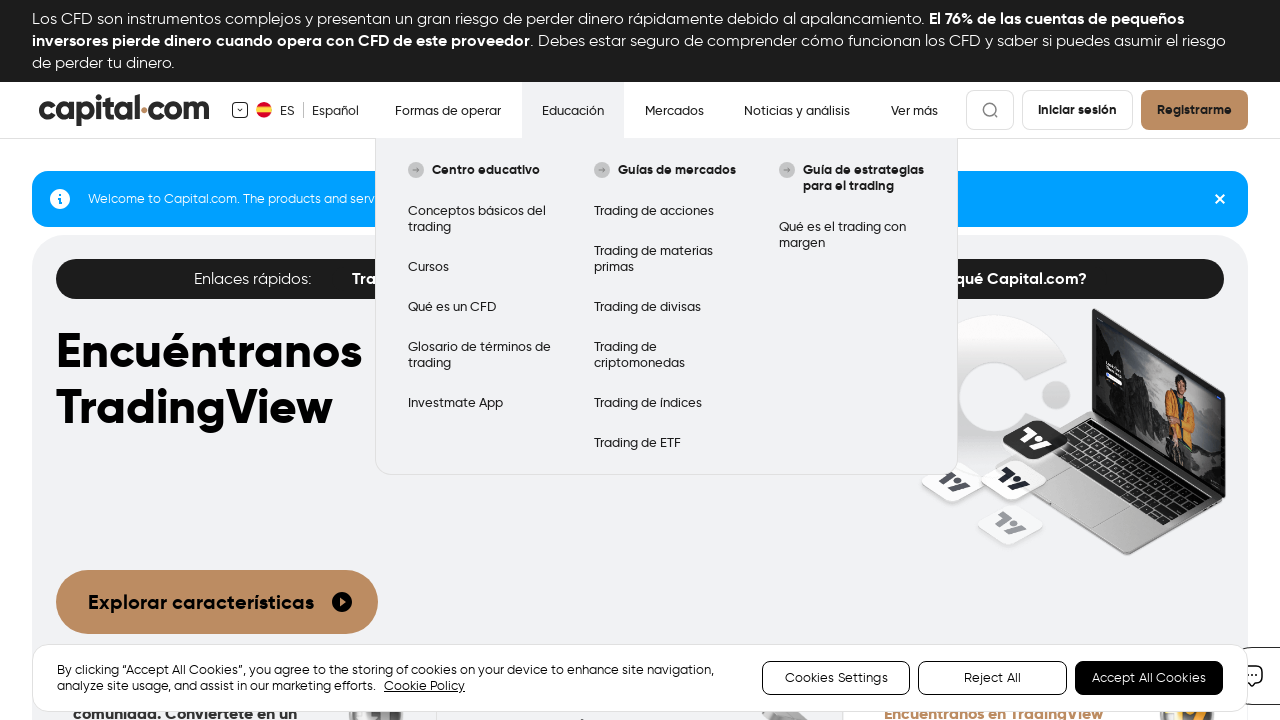 Los CFD son instrumentos complejos y presentan un gran riesgo de perder dinero rápidamente debido al apalancamiento. El 76% de las cuentas de pequeños
inversores pierde dinero cuando opera con CFD de este proveedor. Debes estar seguro de comprender cómo funcionan los CFD y saber si puedes asumir el riesgo
de perder tu dinero.
capital.com
ES
Español
Formas de operar
Educación
Mercados
Noticias y análisis
Ver más
Iniciar sesión
Registrarme
Centro educativo
Conceptos básicos del
trading
Cursos
Qué es un CFD
Glosario de términos de
trading
Investmate App
Guías de mercados
Trading de acciones
Trading de materias
primas
Trading de divisas
Trading de
criptomonedas
Trading de índices
Trading de ETF
Guía de estrategias
para el trading
Qué es el trading con
margen
Welcome to Capital.com. The products and serv
Enlaces rápidos:
Tra
qué Capital.com?
Encuéntranos
TradingView
Explorar características
By clicking “Accept All Cookies”, you agree to the storing of cookies on your device to enhance site navigation,
analyze site usage, and assist in our marketing efforts. Cookie Policy
Cookies Settings
Reject All
Accept All Cookies
comunidad. Conviértete en un
Encuéntranos en TradingView